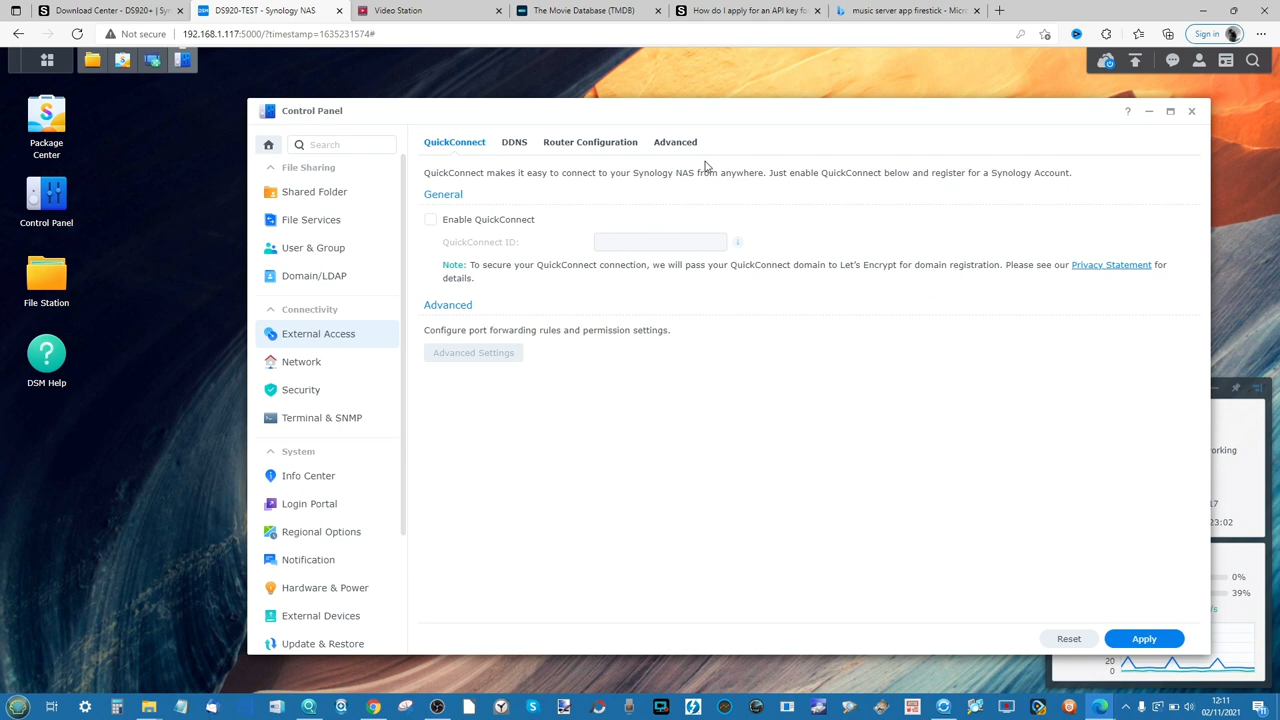 Download Center - DS920+ | Sy
DS920-TEST - Synology NAS
Video Station
The Movie Database (TMDB)
How do I apply for an API key fo
music server app firestick - Micr
Not secure
192.168.1.117:5000/?timestamp=1635231574#
Sign in
Package
Center
Control Panel
File Station
DSM Help
Control Panel
Search
File Sharing
Shared Folder
File Services
User & Group
Domain/LDAP
Connectivity
External Access
Network
Security
Terminal & SNMP
System
Info Center
Login Portal
Regional Options
Notification
Hardware & Power
External Devices
Update & Restore
QuickConnect
DDNS
Router Configuration
Advanced
QuickConnect makes it easy to connect to your Synology NAS from anywhere. Just enable QuickConnect below and register for a Synology Account.
General
Enable QuickConnect
QuickConnect ID:
Note: To secure your QuickConnect connection, we will pass your QuickConnect domain to Let's Encrypt for domain registration. Please see our Privacy Statement for
details.
Advanced
Configure port forwarding rules and permission settings.
Advanced Settings
Reset
Apply
orking
17
23:02
0%
39%
/s
20
0
12:11
02/11/2021